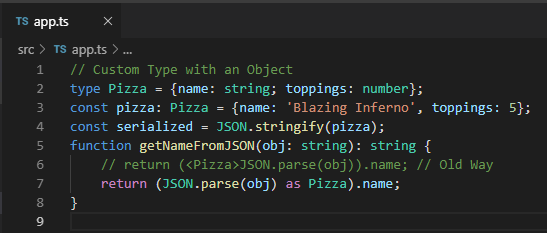 TS app.ts ×
src > TS app.ts > ...
1 // Custom Type with an Object
2 type Pizza = {name: string; toppings: number};
3 const pizza: Pizza = {name: 'Blazing Inferno', toppings: 5};
4 const serialized = JSON.stringify(pizza);
5 function getNameFromJSON(obj: string): string {
6 // return (<Pizza>JSON.parse(obj)).name; // Old Way
7 return (JSON.parse(obj) as Pizza).name;
8 }
9